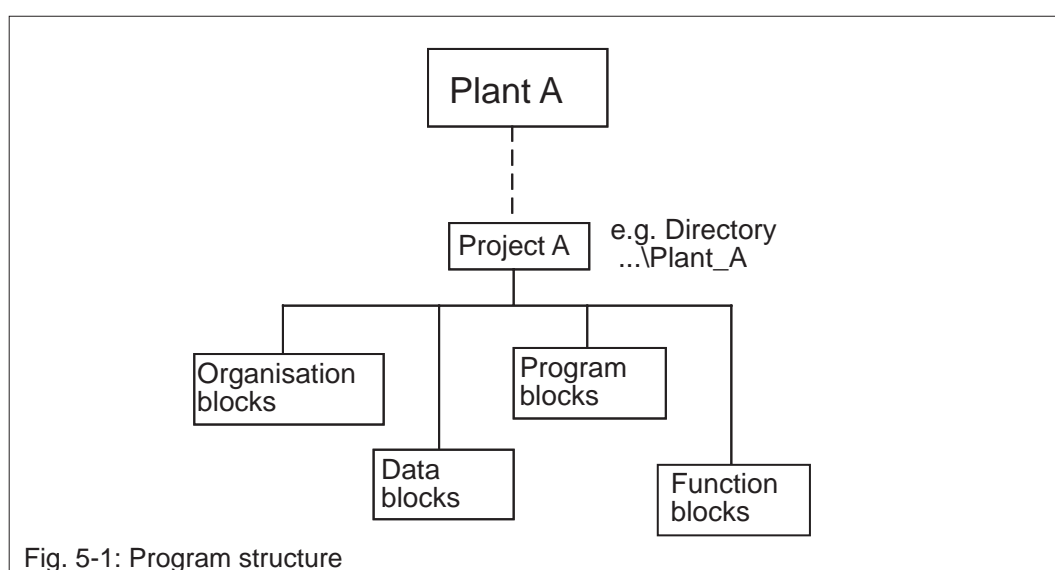 Plant A
Project A
e.g. Directory
...\Plant_A
Organisation
blocks
Program
blocks
Data
blocks
Function
blocks
Fig. 5-1: Program structure